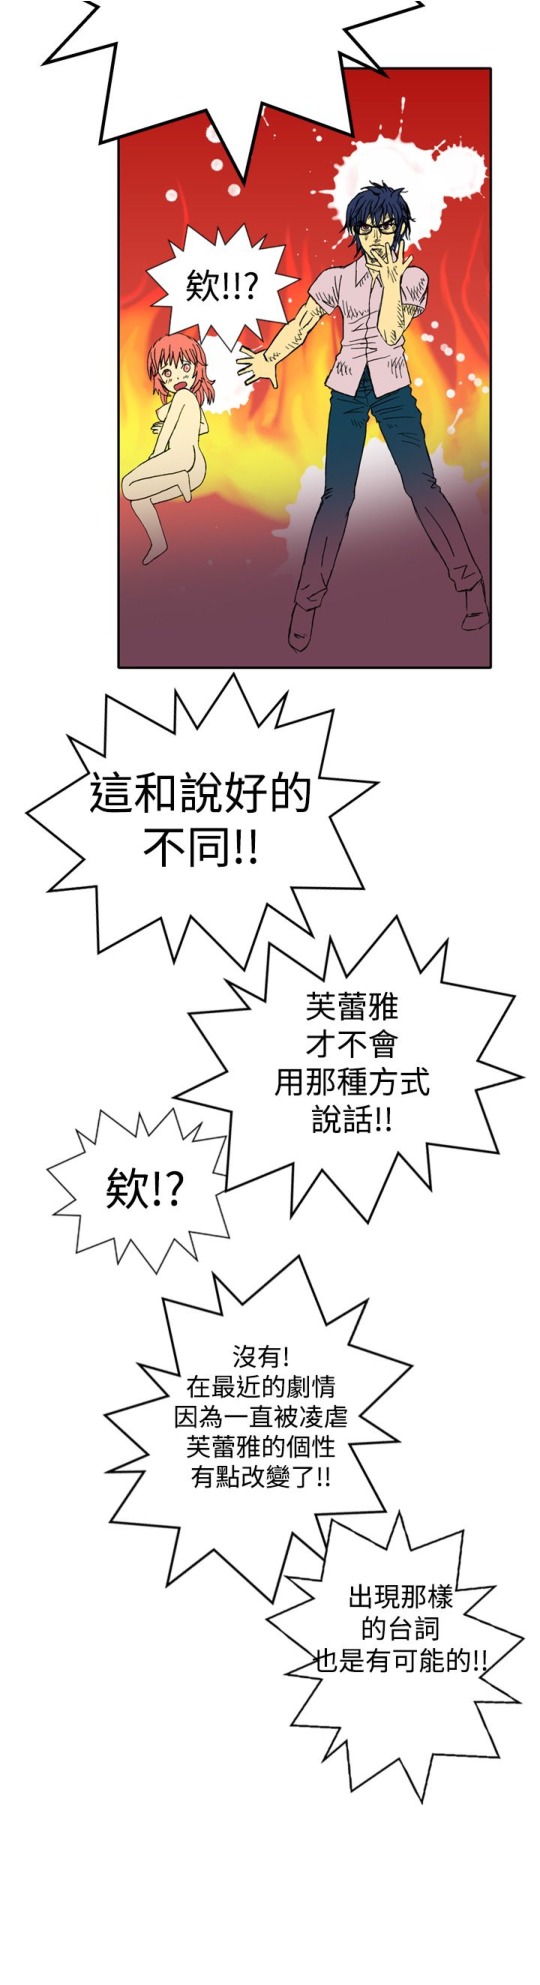 欸!!?
這和說好的
不同!!
芙蕾雅
才不會
用那種方式
說話!!
欸!?
沒有!
在最近的劇情
因為一直被凌虐
芙蕾雅的個性
有點改變了!!
出現那樣
的台詞
也是有可能的!!